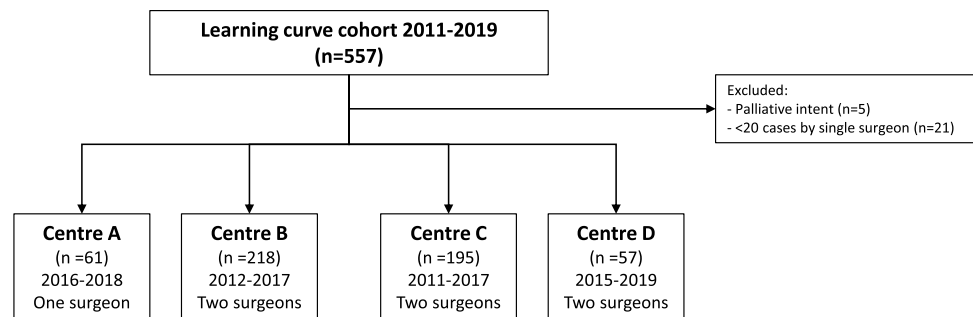 Learning curve cohort 2011-2019
(n=557)
Excluded:
- Palliative intent (n=5)
- <20 cases by single surgeon (n=21)
Centre A
(n =61)
2016-2018
One surgeon
Centre B
(n =218)
2012-2017
Two surgeons
Centre C
(n =195)
2011-2017
Two surgeons
Centre D
(n =57)
2015-2019
Two surgeons